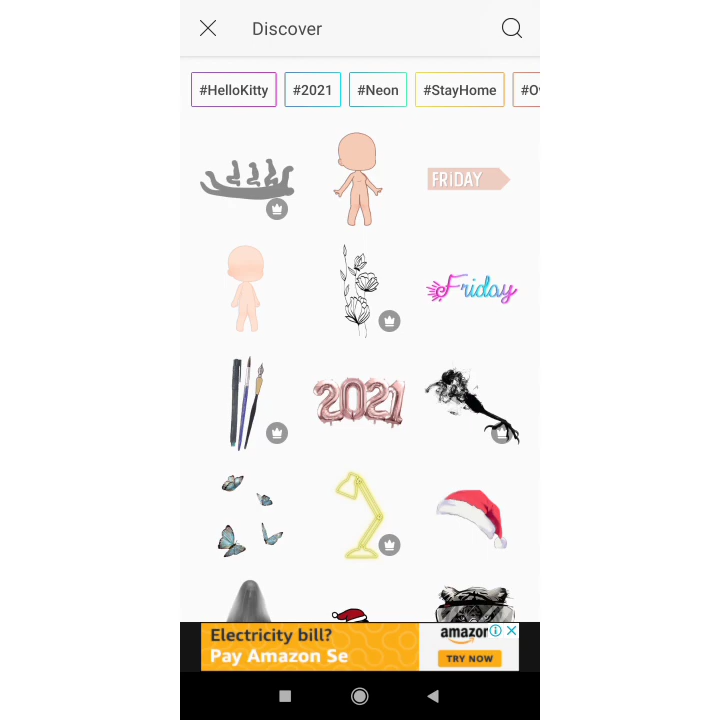 Discover
#HelloKitty
#2021
#Neon
#StayHome
FRiDAY
Friday
2021
Electricity bill?
Pay Amazon Se
amazon
TRY NOW